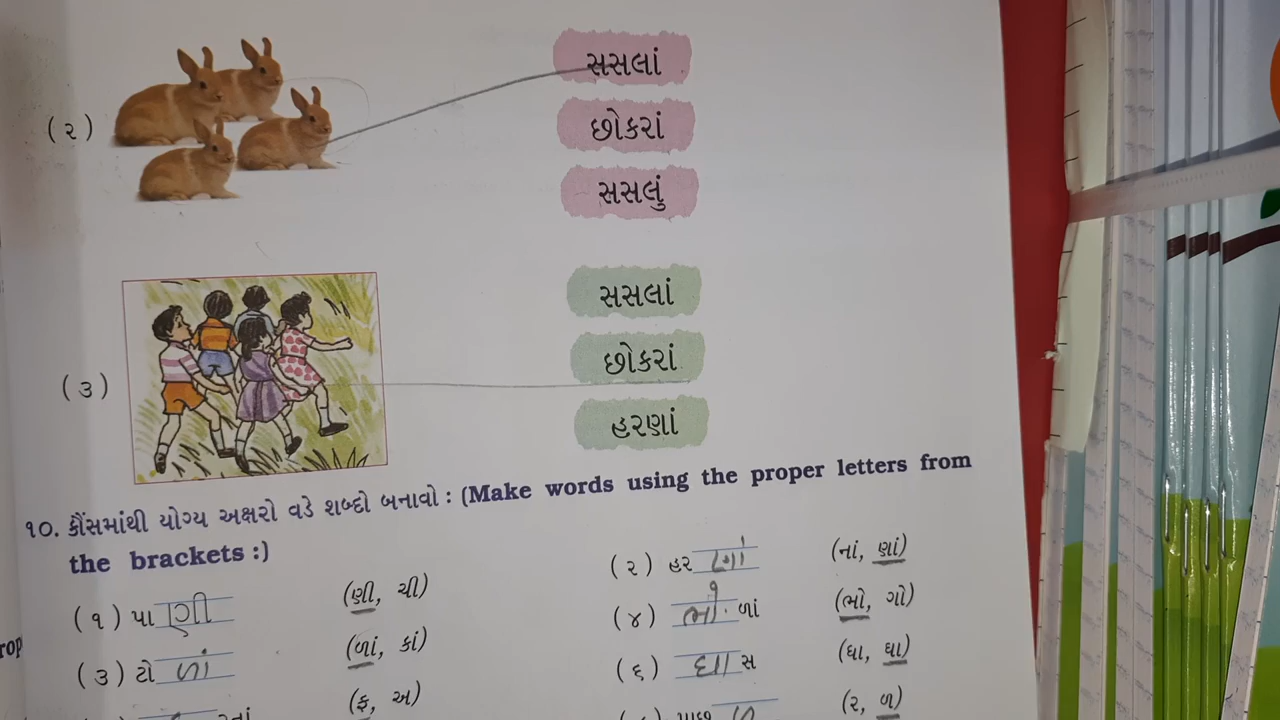 (૨)
સસલાં
છોકરાં
સસલું
(૩)
સસલાં
છોકરાં
હરણાં
૧૦. કૌંસમાંથી યોગ્ય અક્ષરો વડે શબ્દો બનાવો : (Make words using the proper letters from
the brackets :)
(૧) પાણી (ણી, ચી)
(૨) હરણાં (નાં, ણાં)
(૩) ટોળાં (ળાં, કાં)
(૪) ભોળાં (ભો, ગો)
(૬) ઘાસ (ધા, ઘા)
(ફ, અ)
(ર, ળ)